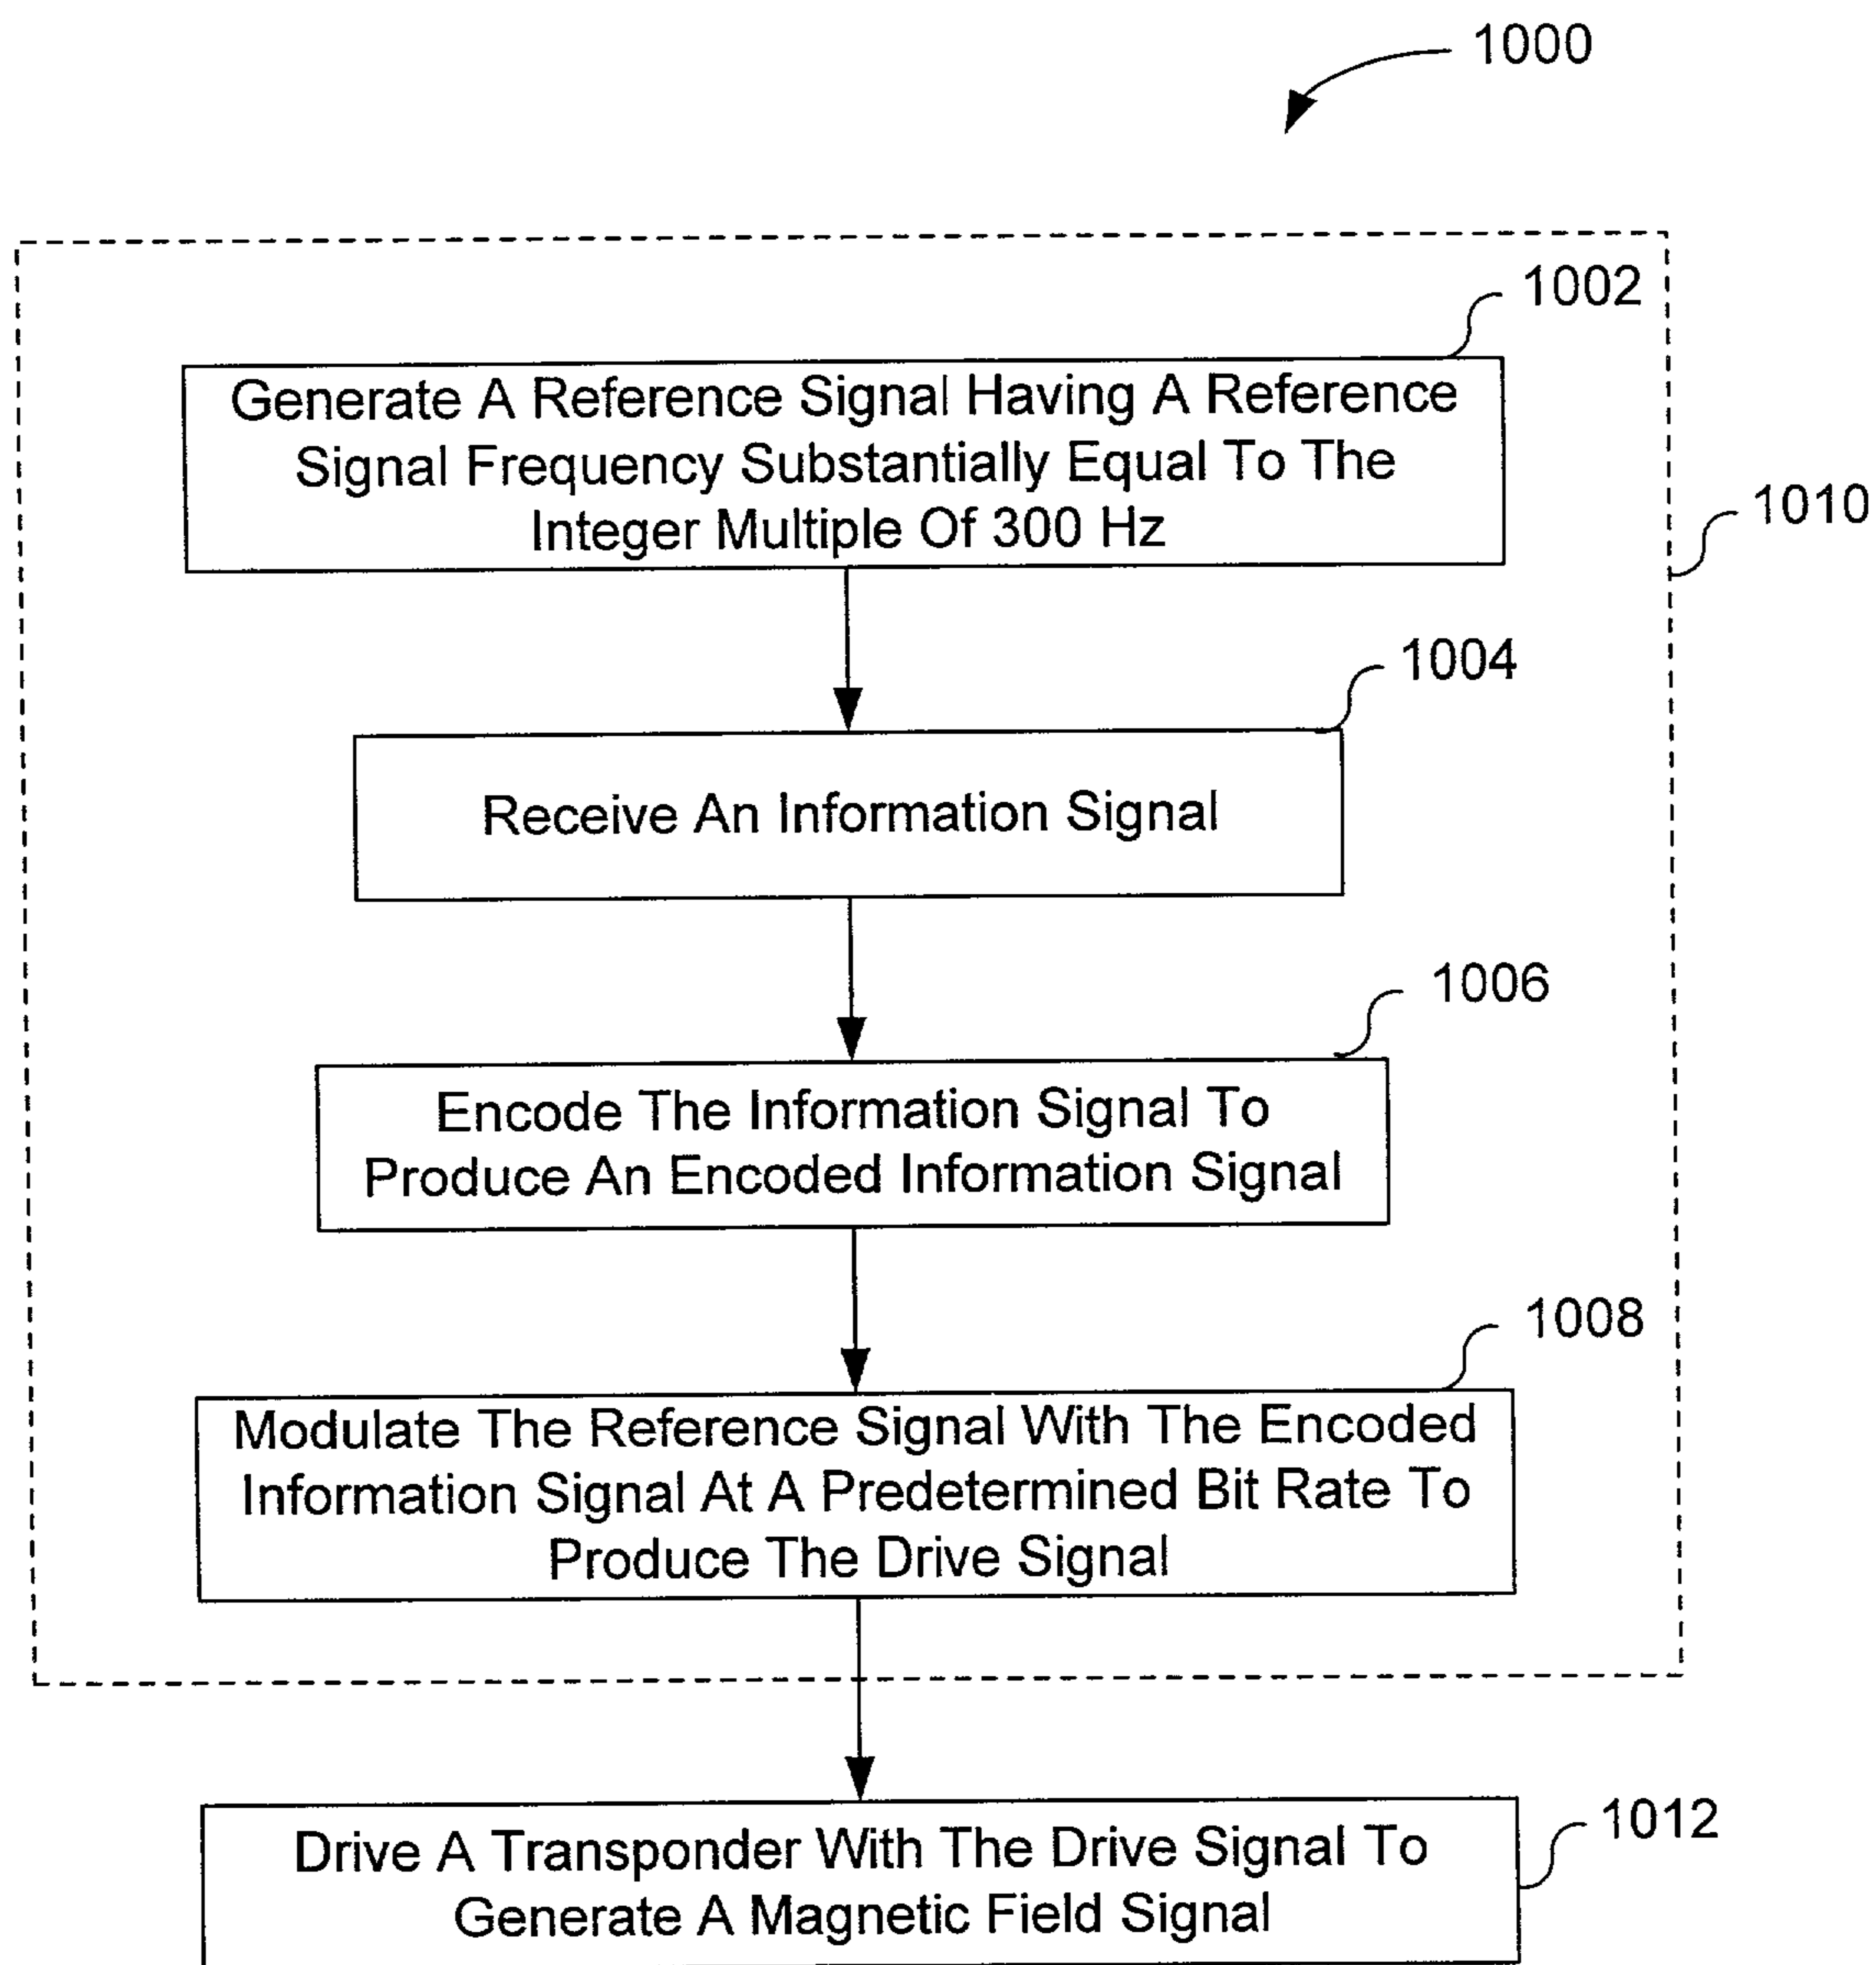 1000
1002
Generate A Reference Signal Having A Reference
Signal Frequency Substantially Equal To The
Integer Multiple Of 300 Hz
1010
1004
Receive An Information Signal
1006
Encode The Information Signal To
Produce An Encoded Information Signal
1008
Modulate The Reference Signal With The Encoded
Information Signal At A Predetermined Bit Rate To
Produce The Drive Signal
1012
Drive A Transponder With The Drive Signal To
Generate A Magnetic Field Signal